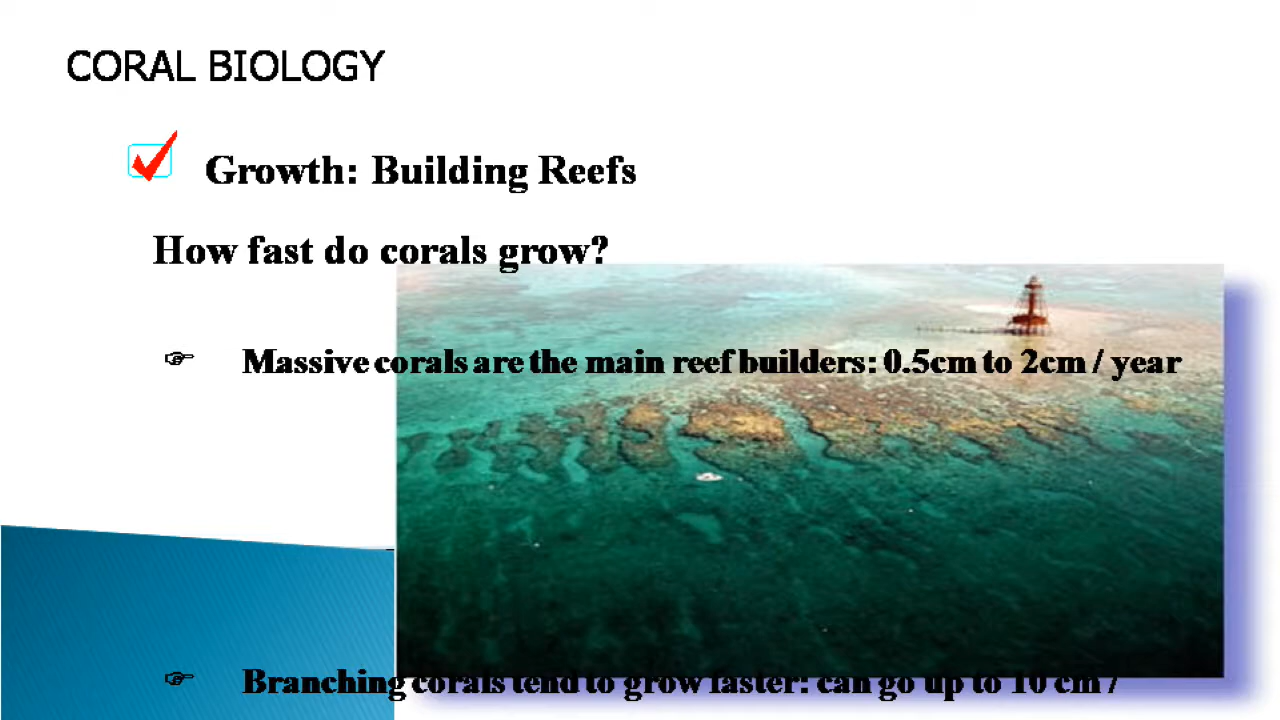 CORAL BIOLOGY
Growth: Building Reefs
How fast do corals grow?
Massive corals are the main reef builders: 0.5cm to 2cm / year
Branching corals tend to grow faster: can go up to 10 cm /